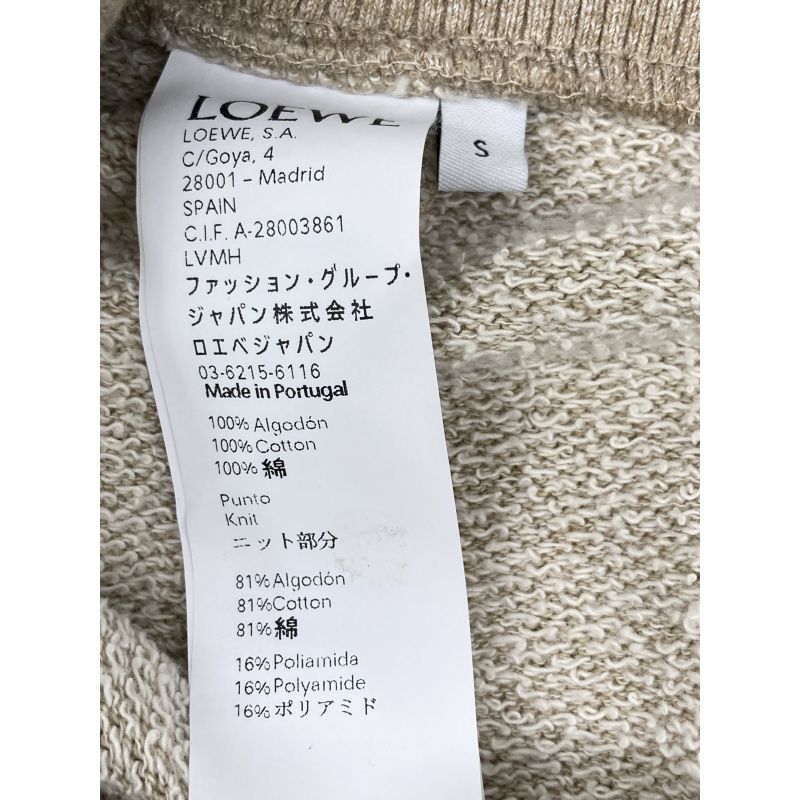 LOEWE
S
LOEWE, S.A.
C/Goya, 4
28001 – Madrid
SPAIN
C.I.F. A-28003861
LVMH
ファッション・グループ・
ジャパン株式会社
ロエベジャパン
03-6215-6116
Made in Portugal
100% Algodón
100% Cotton
100% 綿
Punto
Knit
ニット部分
81% Algodón
81% Cotton
81% 綿
16% Poliamida
16% Polyamide
16% ポリアミド